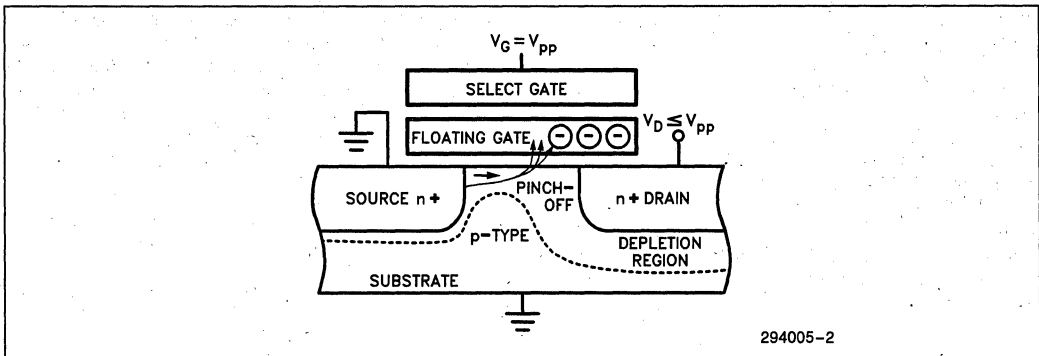 V_G = V_pp
SELECT GATE
V_D ≤ V_pp
FLOATING GATE
SOURCE n+
PINCH-
OFF
n+ DRAIN
p-TYPE
DEPLETION
REGION
SUBSTRATE
294005-2